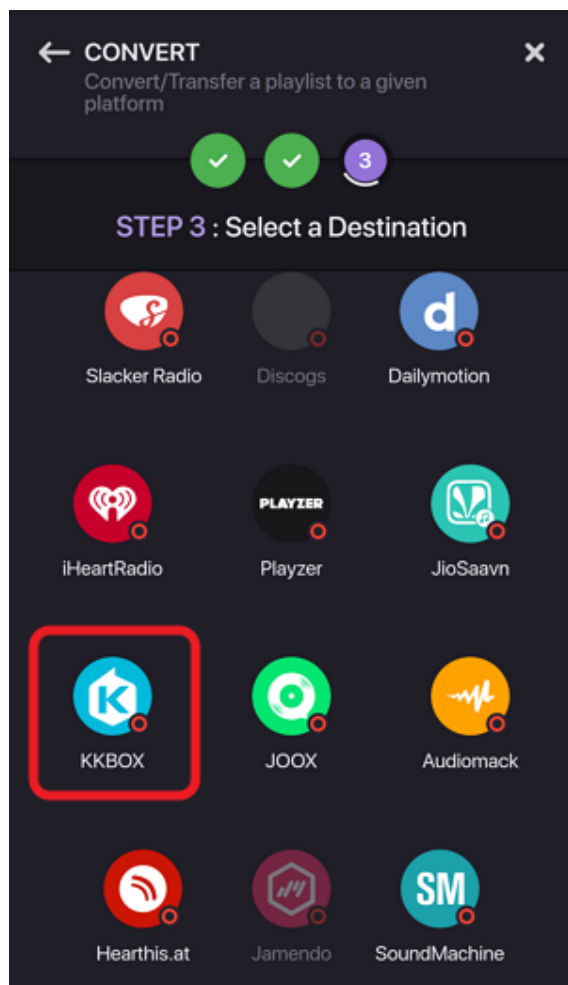 CONVERT
Convert/Transfer a playlist to a given
platform
3
STEP 3 : Select a Destination
S
d
Slacker Radio Discogs Dailymotion
PLAYZER
iHeartRadio Playzer JioSaavn
K
KKBOX JOOX Audiomack
SM
Hearthis.at Jamendo SoundMachine